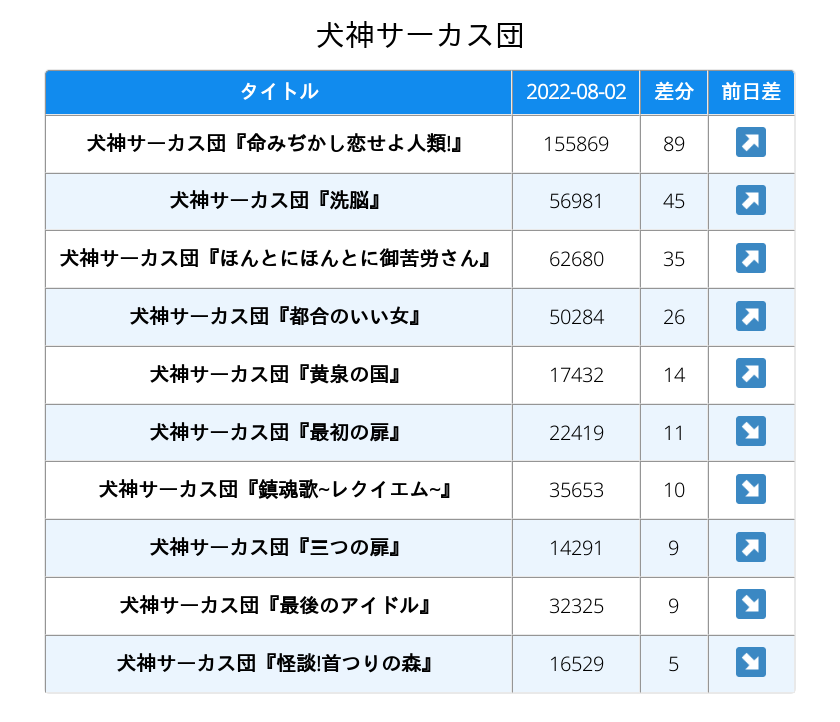 犬神サーカス団
タイトル 2022-08-02 差分 前日差
犬神サーカス団『命みぢかし恋せよ人類!』 155869 89 ↗
犬神サーカス団『洗脳』 56981 45 ↗
犬神サーカス団『ほんとにほんとに御苦労さん』 62680 35 ↗
犬神サーカス団『都合のいい女』 50284 26 ↗
犬神サーカス団『黄泉の国』 17432 14 ↗
犬神サーカス団『最初の扉』 22419 11 ↘
犬神サーカス団『鎮魂歌~レクイエム~』 35653 10 ↘
犬神サーカス団『三つの扉』 14291 9 ↗
犬神サーカス団『最後のアイドル』 32325 9 ↘
犬神サーカス団『怪談!首つりの森』 16529 5 ↘